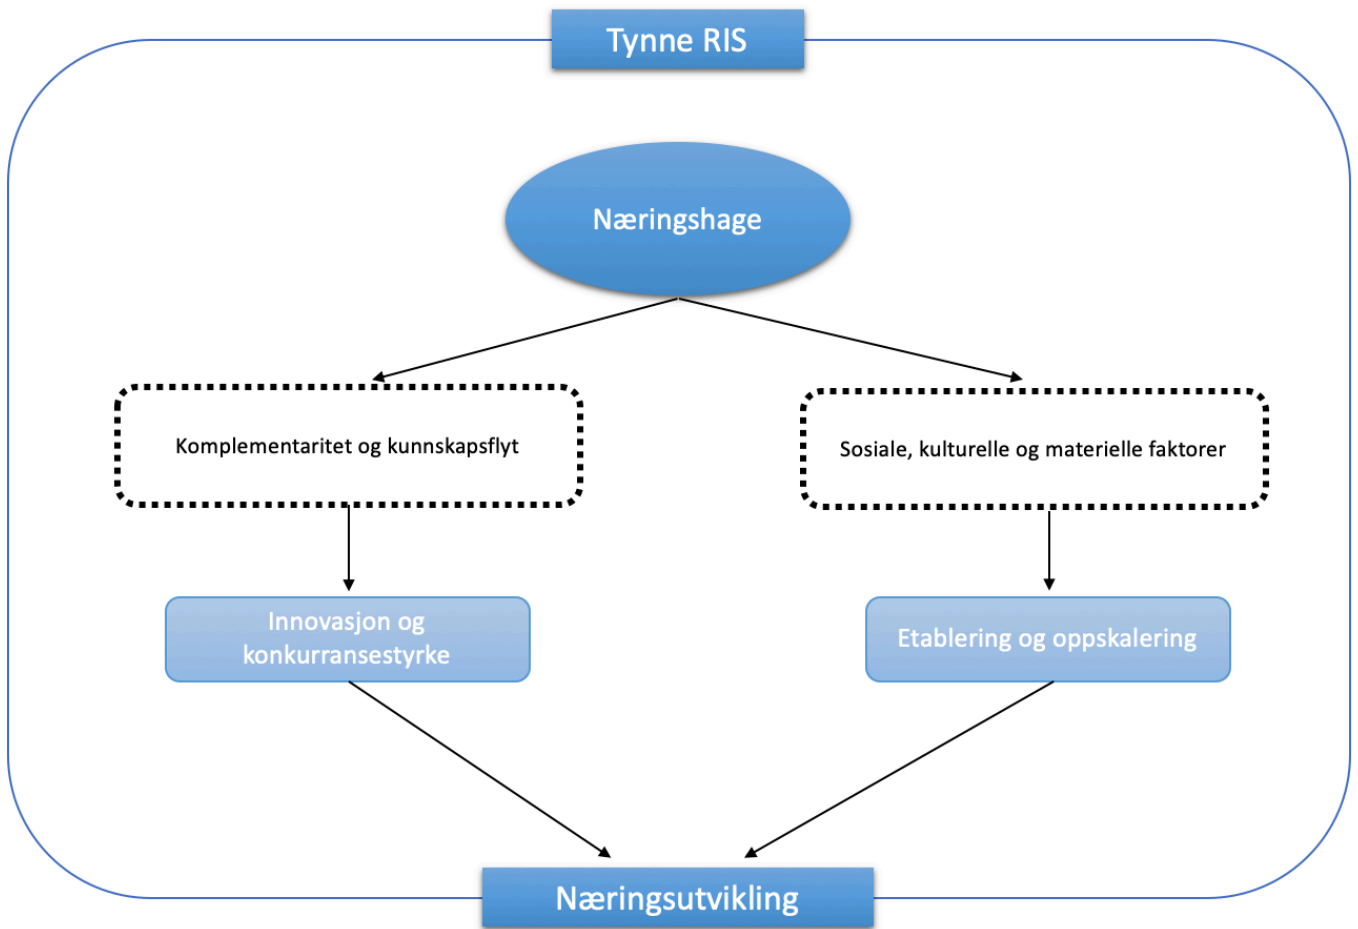 Tynne RIS
Næringshage
Komplementaritet og kunnskapsflyt
Sosiale, kulturelle og materielle faktorer
Innovasjon og
konkurransestyrke
Etablering og oppskalering
Næringsutvikling